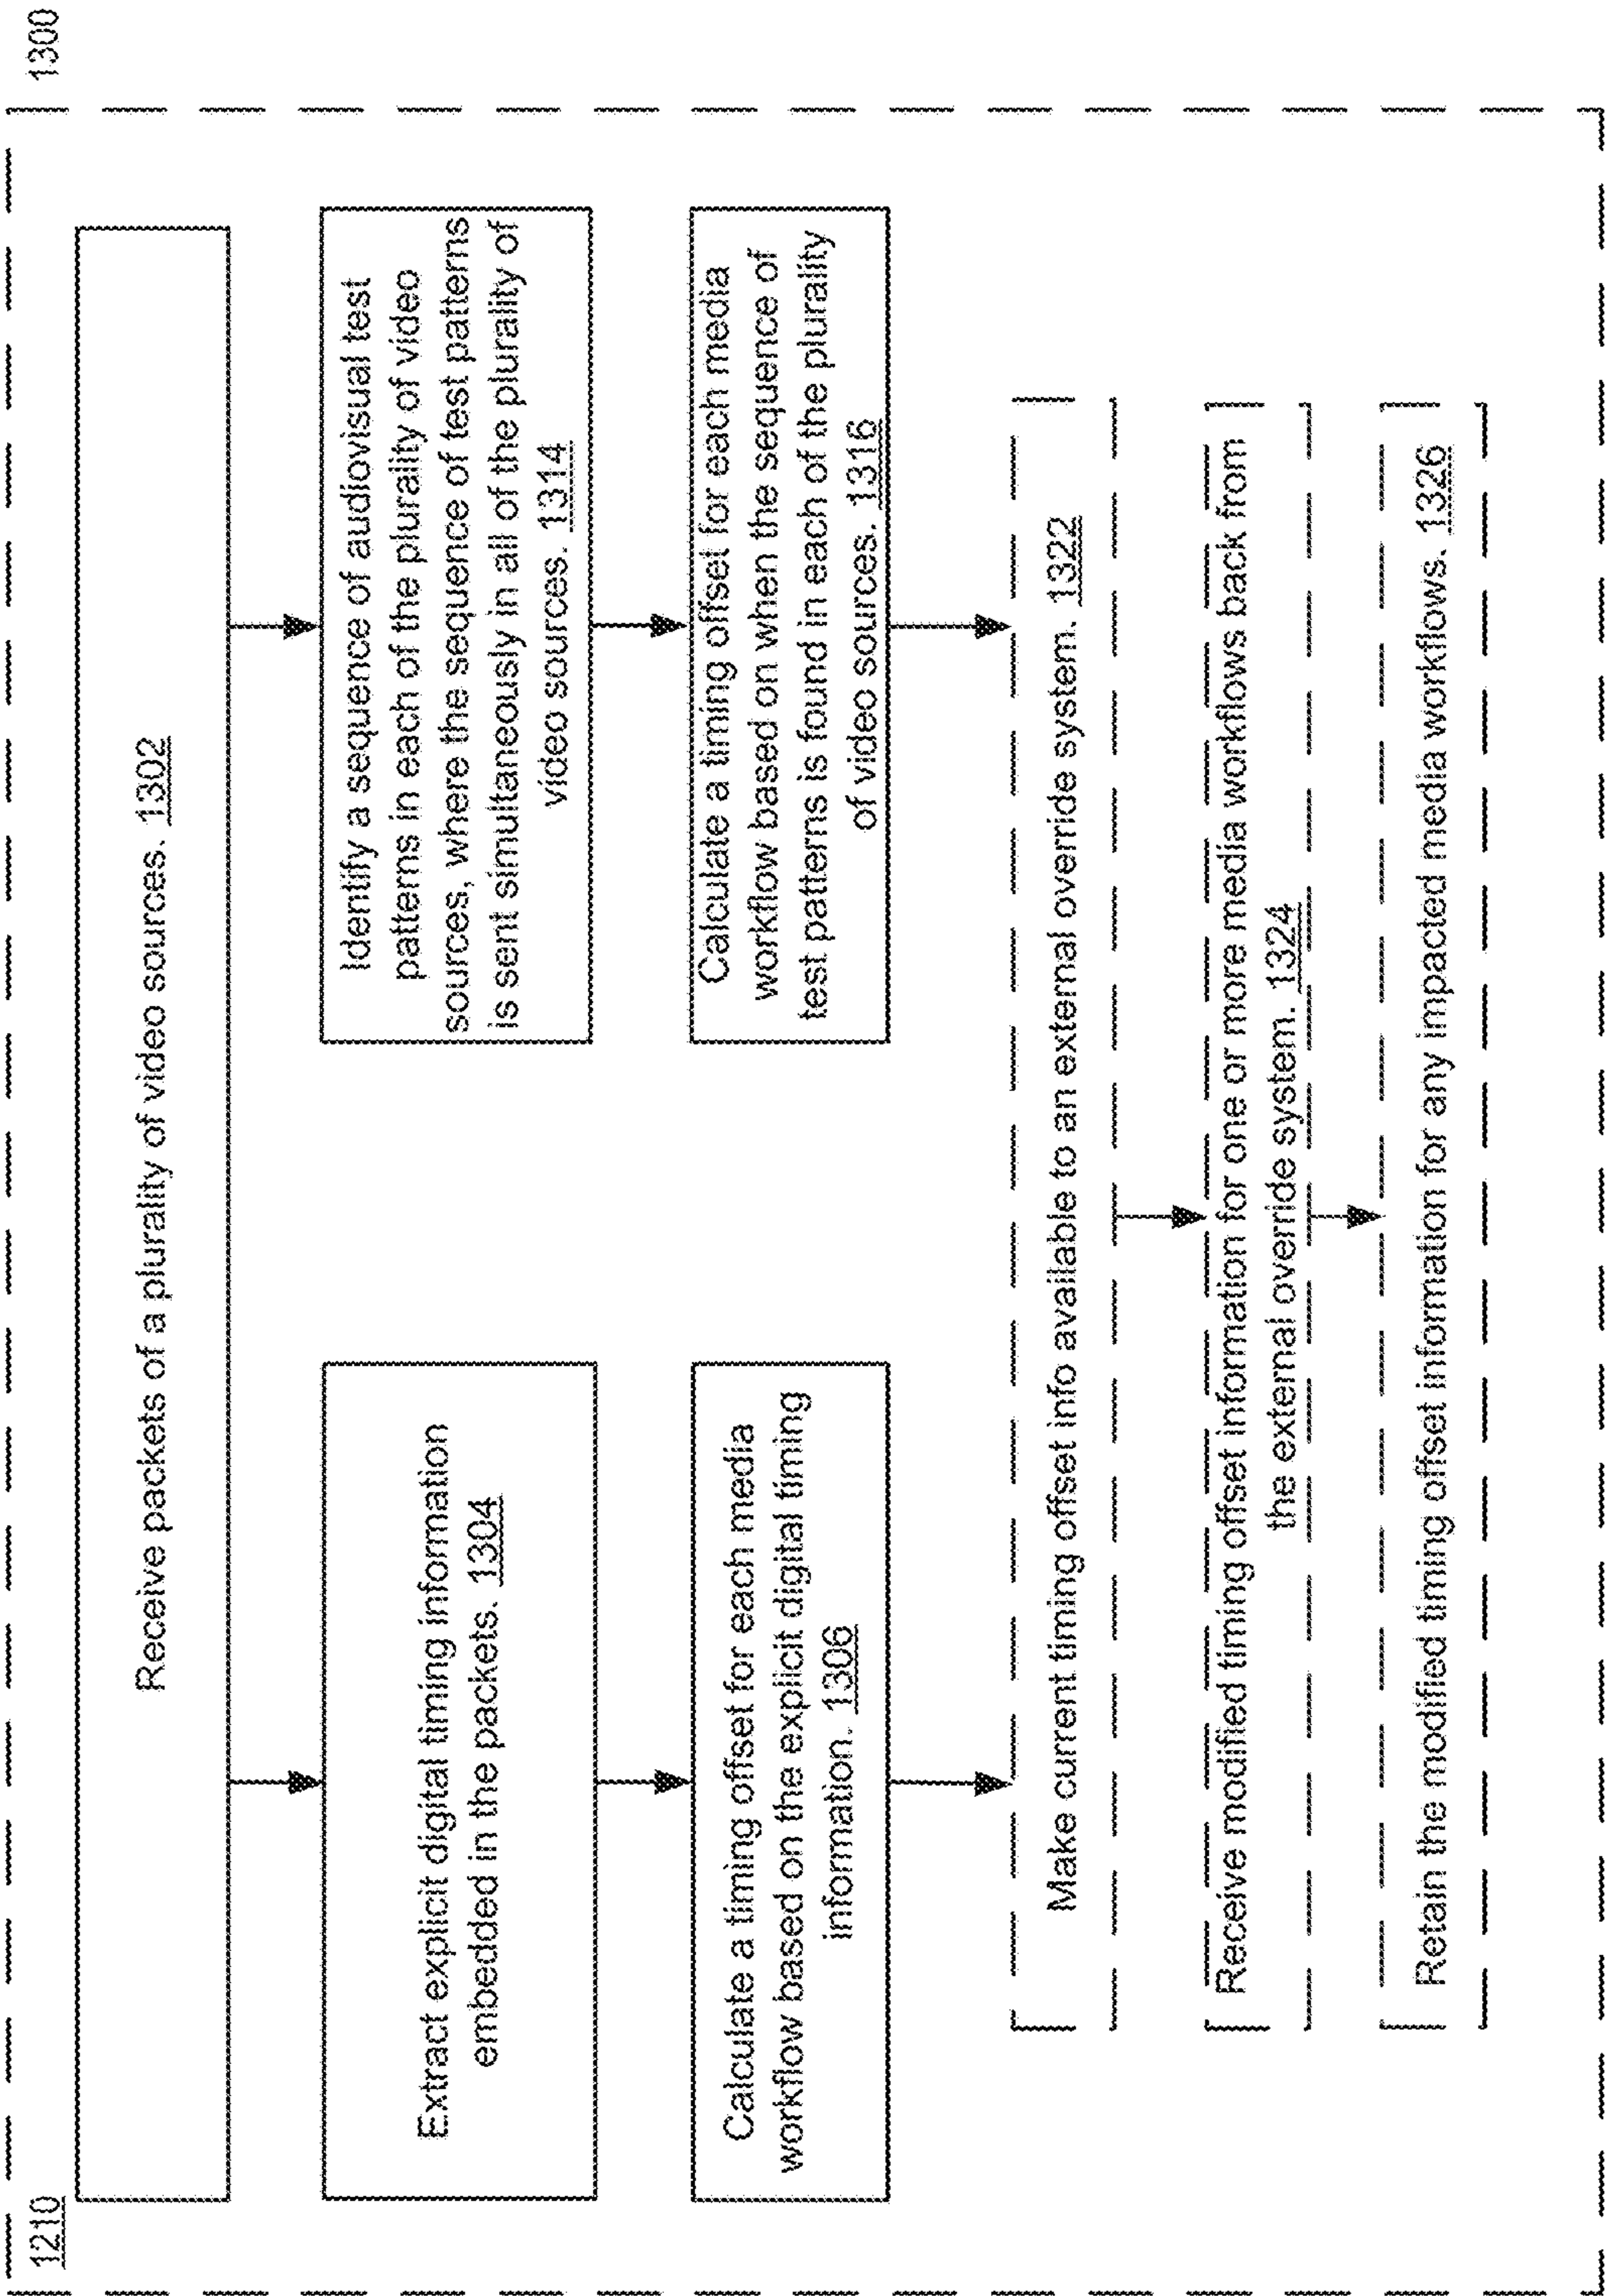 1300
1210
Receive packets of a plurality of video sources. 1302
Extract explicit digital timing information
embedded in the packets. 1304
Calculate a timing offset for each media
workflow based on the explicit digital timing
information. 1306
Identify a sequence of audiovisual test
patterns in each of the plurality of video
sources, where the sequence of test patterns
is sent simultaneously in all of the plurality of
video sources. 1314
Calculate a timing offset for each media
workflow based on when the sequence of
test patterns is found in each of the plurality
of video sources. 1316
Make current timing offset info available to an external override system. 1322
Receive modified timing offset information for one or more media workflows back from
the external override system. 1324
Retain the modified timing offset information for any impacted media workflows. 1326